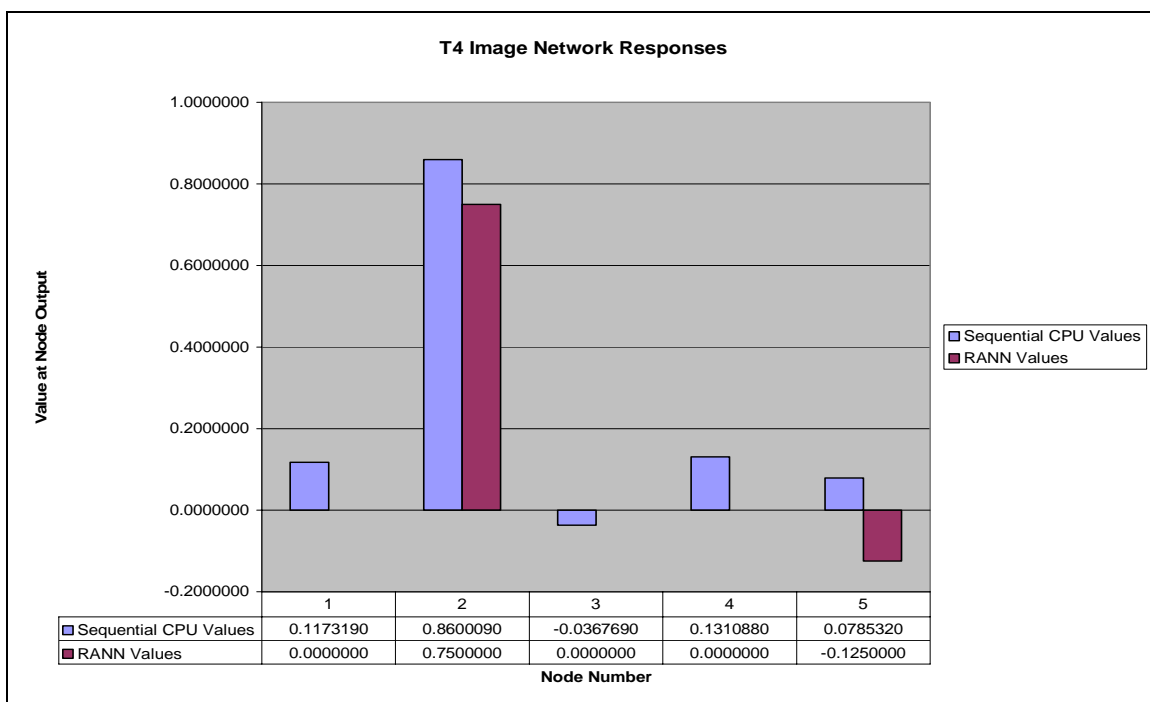 T4 Image Network Responses
1.0000000
0.8000000
0.6000000
0.4000000
0.2000000
0.0000000
-0.2000000
Value at Node Output
1 2 3 4 5
Sequential CPU Values 0.1173190 0.8600090 -0.0367690 0.1310880 0.0785320
RANN Values 0.0000000 0.7500000 0.0000000 0.0000000 -0.1250000
Node Number
Sequential CPU Values
RANN Values